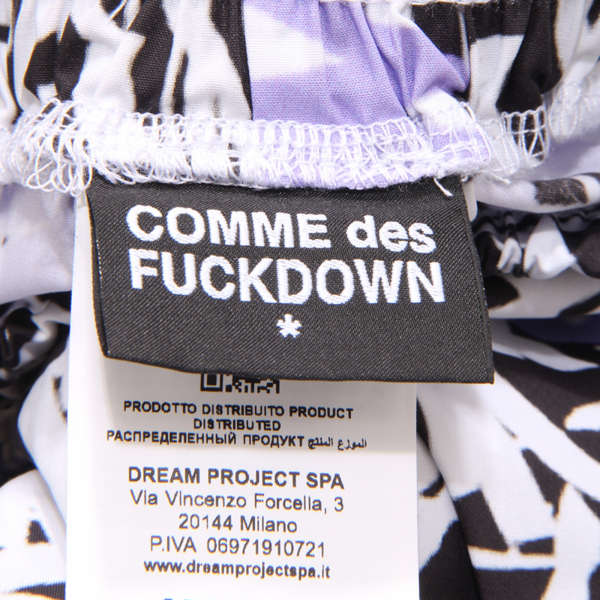 COMME des
FUCKDOWN
*
PRODOTTO DISTRIBUITO PRODUCT
DISTRIBUTED
РАСПРЕДЕЛЕННЫЙ ПРОДУКТ الموزع المنتج
DREAM PROJECT SPA
Via Vincenzo Forcella, 3
20144 Milano
P.IVA 06971910721
www.dreamprojectspa.it